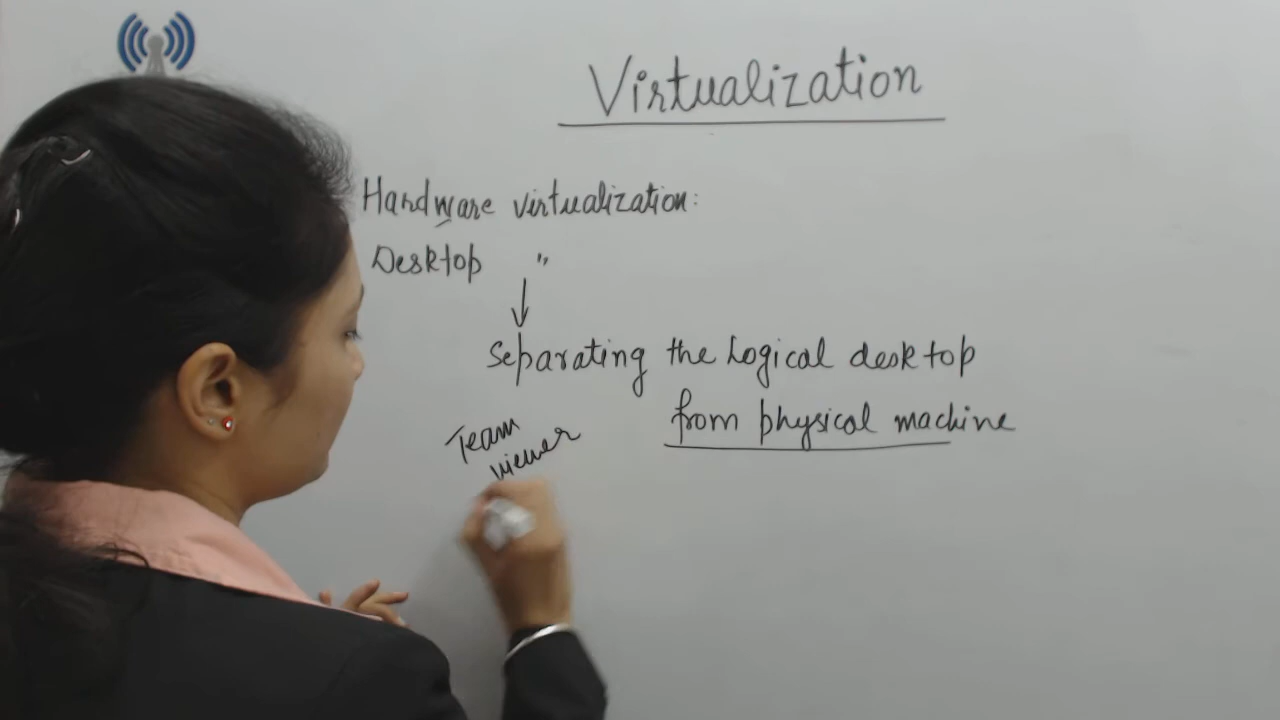 Virtualization
Hardware virtualization:
Desktop "
Separating the Logical desktop
from physical machine
Team
viewer